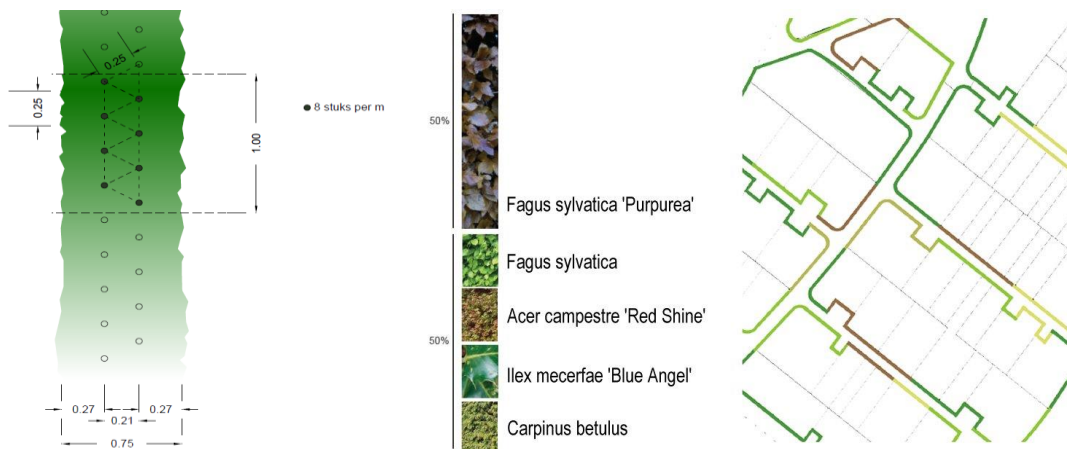 0.25
0.25
1.00
8 stuks per m
0.27
0.27
0.21
0.75
50%
Fagus sylvatica 'Purpurea'
Fagus sylvatica
Acer campestre 'Red Shine'
50%
Ilex mecerfae 'Blue Angel'
Carpinus betulus